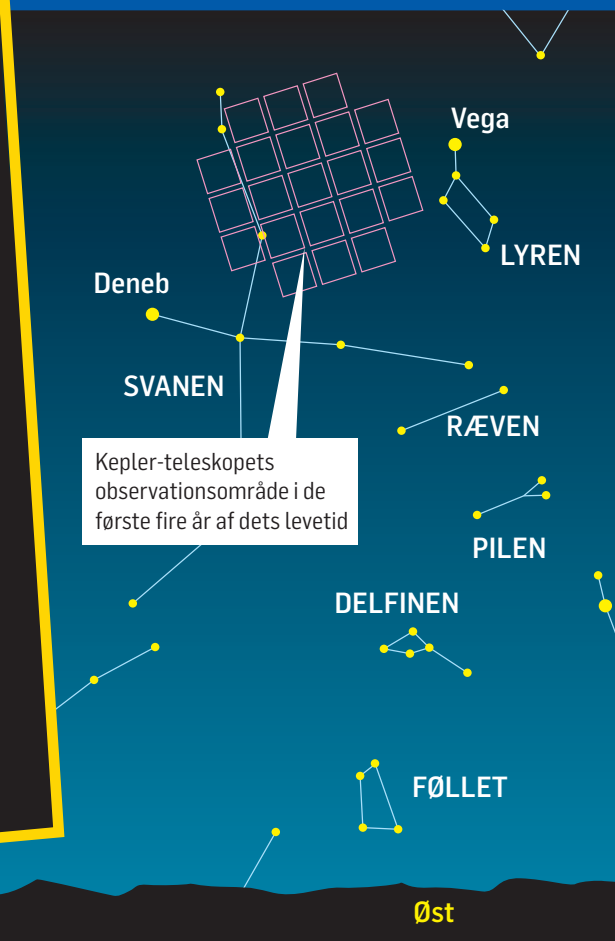 Vega
LYREN
Deneb
SVANEN
RÆVEN
Kepler-teleskopets
observationsområde i de
første fire år af dets levetid
PILEN
DELFINEN
FØLLET
Øst